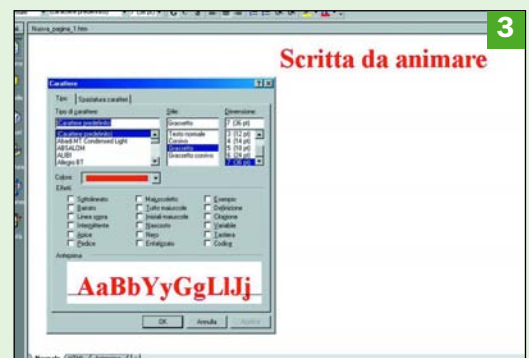 3
Nuova_pagina_1.htm
Scritta da animare
Carattere
Tipo Spaziatura caratteri
Tipo di carattere: Stile: Dimensione:
(Carattere predefinito) Grassetto 7 (36 pt)
(Carattere predefinito) Testo normale 3 (12 pt)
Abadi MT Condensed Light Corsivo 4 (14 pt)
ABSALOM Grassetto 5 (18 pt)
ALIBI Grassetto corsivo 6 (24 pt)
Allegro BT 7 (36 pt)
Colore:
Effetti
Sottolineato Maiuscoletto Esempio
Barrato Tutto maiuscole Definizione
Linea sopra Iniziali maiuscole Citazione
Intermittente Nascosto Variabile
Apice Nero Tastiera
Pedice Enfatizzato Codice
Anteprima
AaBbYyGgLlJj
OK Annulla Applica
Normale HTML Anteprima